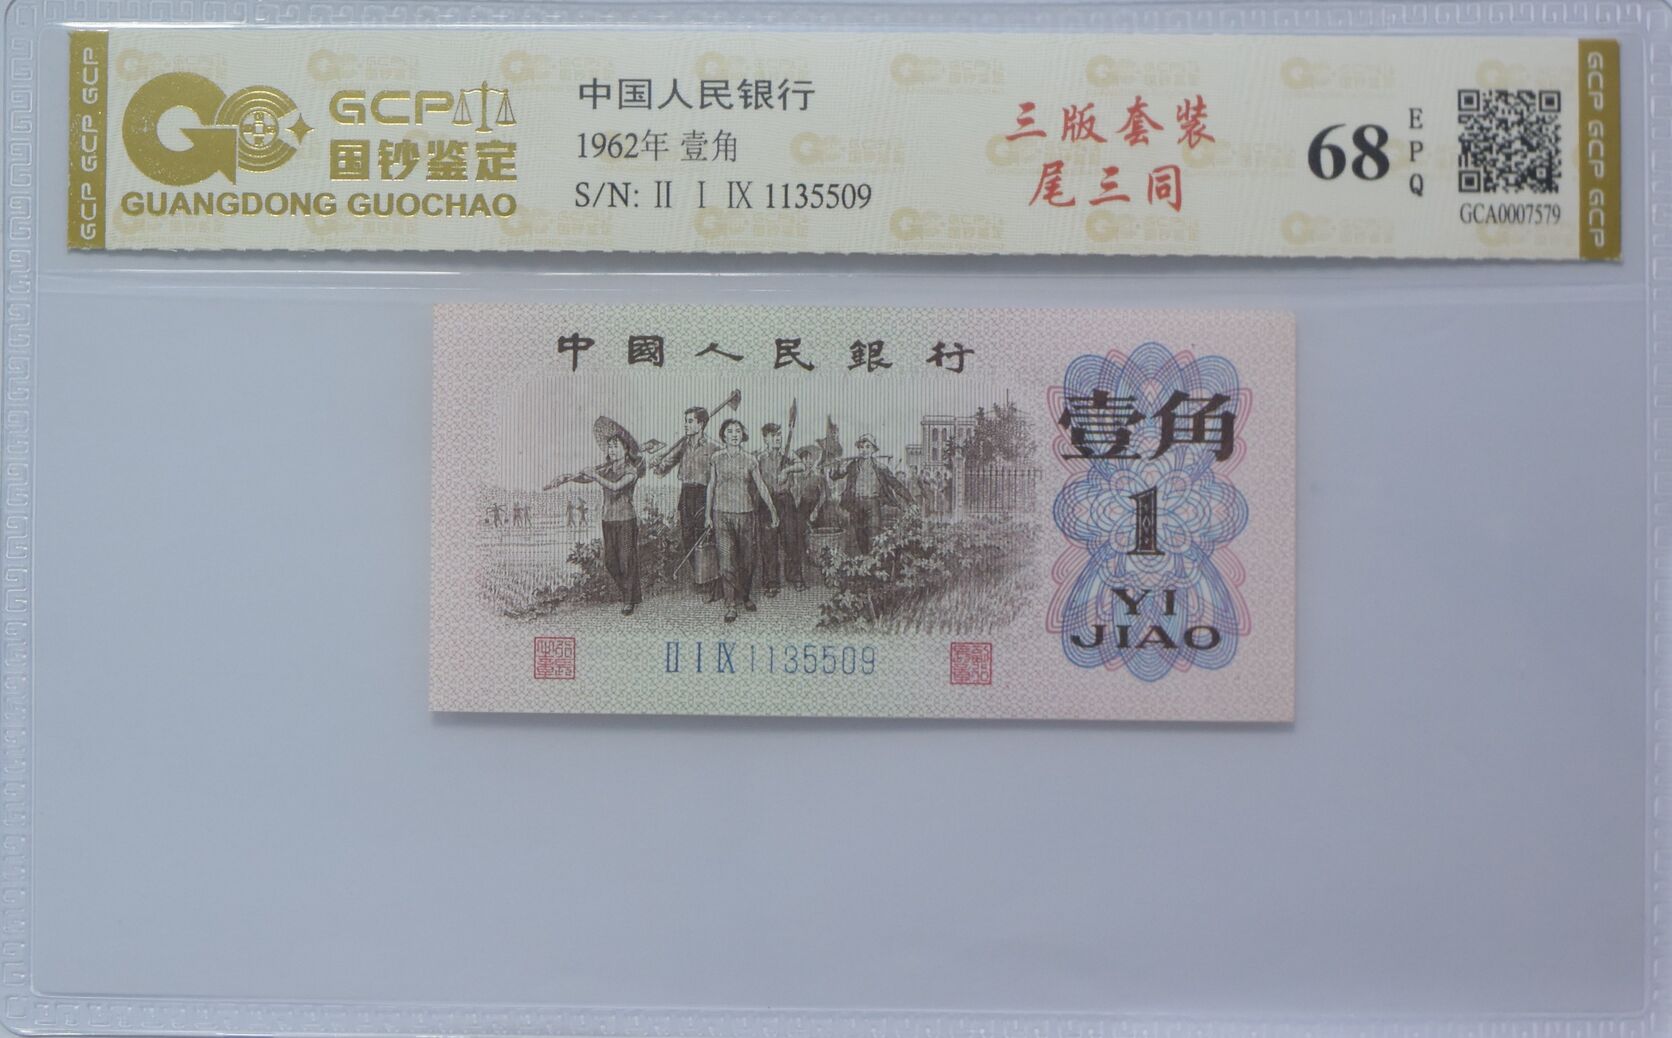 GCP GCP GCP
GCP
国钞鉴定
GUANGDONG GUOCHAO
中国人民银行
1962年 壹角
S/N: Ⅱ Ⅰ Ⅸ 1135509
三版套装
尾三同
68
EPQ
GCA0007579
GCP GCP GCP
中國人民銀行
壹角
1
YI
JIAO
Ⅱ Ⅰ Ⅸ 1135509